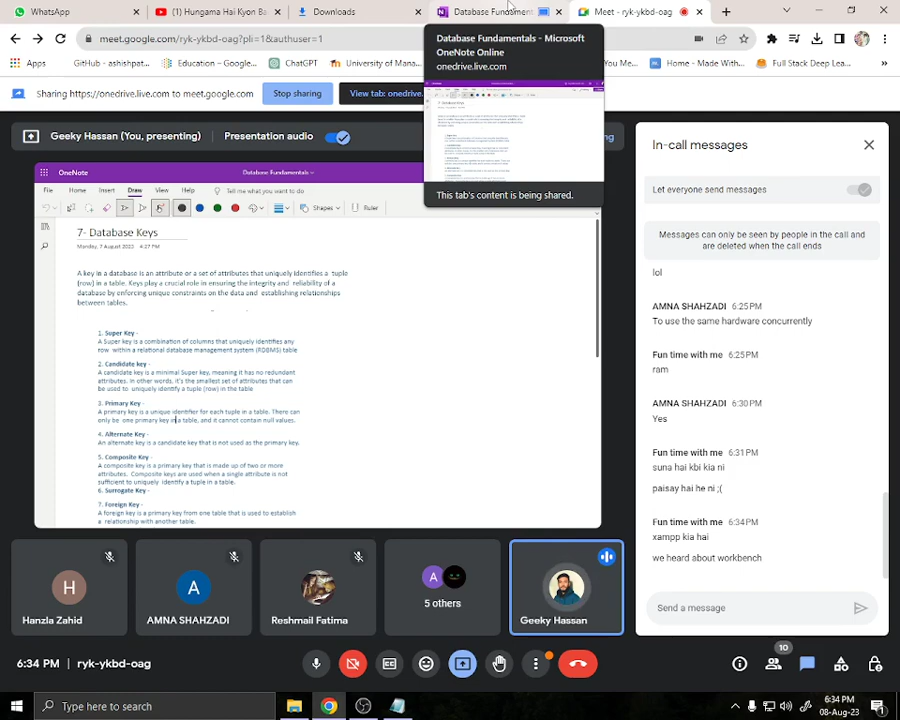 WhatsApp
(1) Hungama Hai Kyon Ba
Downloads
Database Fundament
Meet - ryk-ykbd-oag
meet.google.com/ryk-ykbd-oag?pli=1&authuser=1
Apps
GitHub - ashishpat
Education – Google
ChatGPT
University of Mana
Home - Made With
Full Stack Deep Lea
Database Fundamentals - Microsoft
OneNote Online
onedrive.live.com
This tab's content is being shared.
Sharing https://onedrive.live.com to meet.google.com
Stop sharing
View tab: onedrive.
Geeky Hassan (You, presenting)
Presentation audio
OneNote
Database Fundamentals
File
Home
Insert
Draw
View
Help
Tell me what you want to do
Shapes
Ruler
7- Database Keys
Monday, 7 August 2023 4:27 PM
A key in a database is an attribute or a set of attributes that uniquely identifies a tuple
(row) in a table. Keys play a crucial role in ensuring the integrity and reliability of a
database by enforcing unique constraints on the data and establishing relationships
between tables.
1. Super Key -
A Super key is a combination of columns that uniquely identifies any
row within a relational database management system (RDBMS) table
2. Candidate key -
A candidate key is a minimal Super key, meaning it has no redundant
attributes. In other words, it's the smallest set of attributes that can
be used to uniquely identify a tuple (row) in the table
3. Primary Key -
A primary key is a unique identifier for each tuple in a table. There can
only be one primary key in a table, and it cannot contain null values.
4. Alternate Key -
An alternate key is a candidate key that is not used as the primary key.
5. Composite Key -
A composite key is a primary key that is made up of two or more
attributes. Composite keys are used when a single attribute is not
sufficient to uniquely identify a tuple in a table.
6. Surrogate Key -
7. Foreign Key -
A foreign key is a primary key from one table that is used to establish
a relationship with another table.
In-call messages
Let everyone send messages
Messages can only be seen by people in the call and
are deleted when the call ends
lol
AMNA SHAHZADI 6:25 PM
To use the same hardware concurrently
Fun time with me 6:25 PM
ram
AMNA SHAHZADI 6:30 PM
Yes
Fun time with me 6:31 PM
suna hai kbi kia ni
paisay hai he ni ;(
Fun time with me 6:34 PM
xampp kia hai
we heard about workbench
Send a message
H
Hanzla Zahid
A
AMNA SHAHZADI
Reshmail Fatima
A
5 others
Geeky Hassan
6:34 PM
ryk-ykbd-oag
10
Type here to search
6:34 PM
08-Aug-23
1